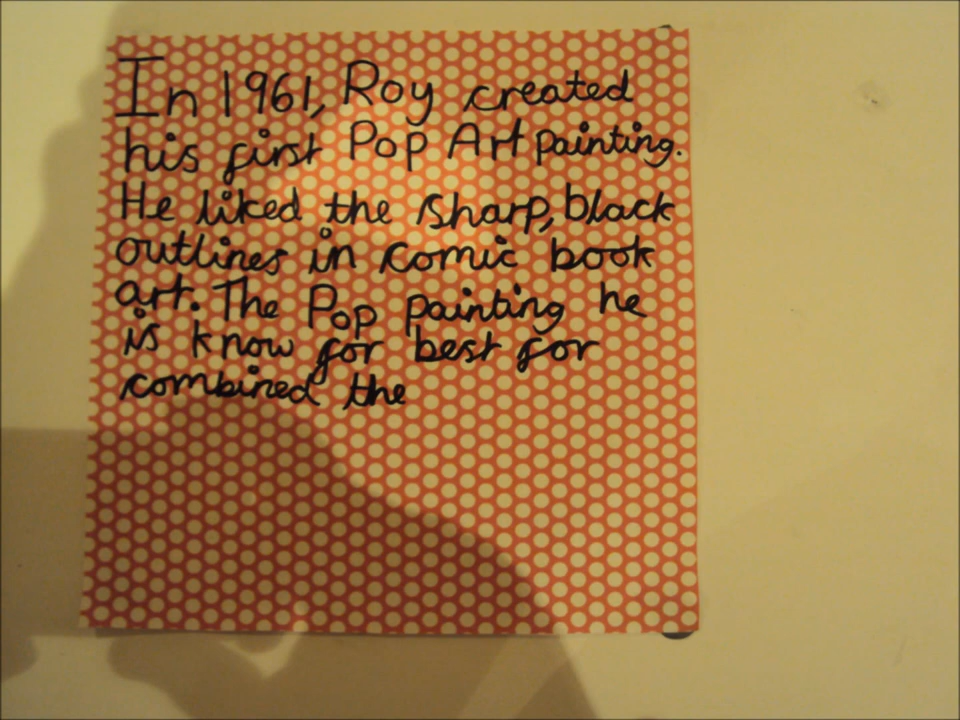 In 1961, Roy created
his first Pop Art painting.
He liked the sharp, black
outlines in comic book
art. The Pop painting he
is know for best for
combined the